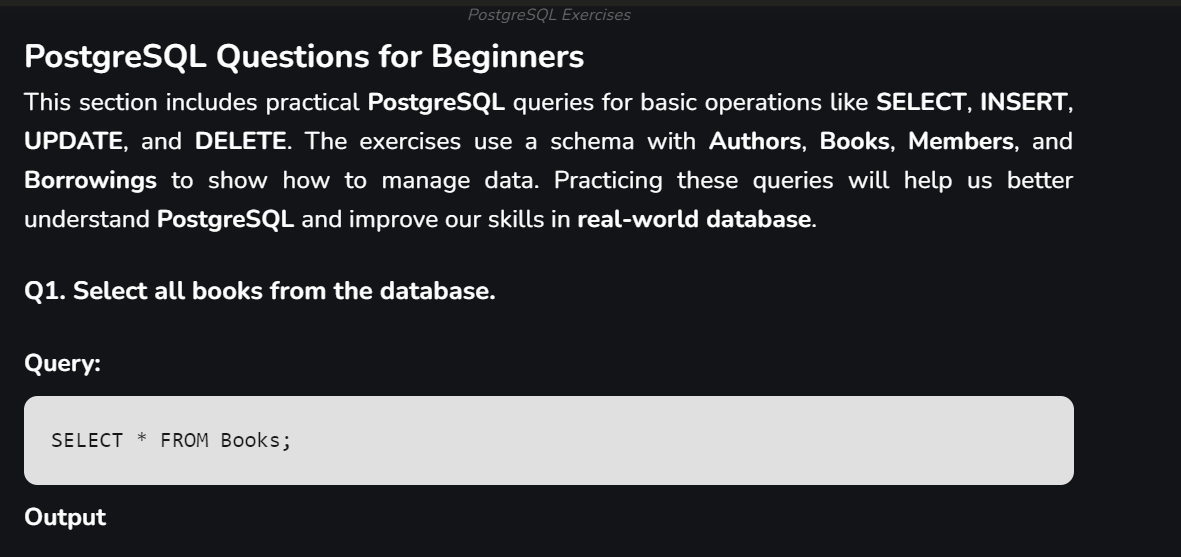 PostgreSQL Exercises
PostgreSQL Questions for Beginners
This section includes practical PostgreSQL queries for basic operations like SELECT, INSERT,
UPDATE, and DELETE. The exercises use a schema with Authors, Books, Members, and
Borrowings to show how to manage data. Practicing these queries will help us better
understand PostgreSQL and improve our skills in real-world database.
Q1. Select all books from the database.
Query:
SELECT * FROM Books;
Output